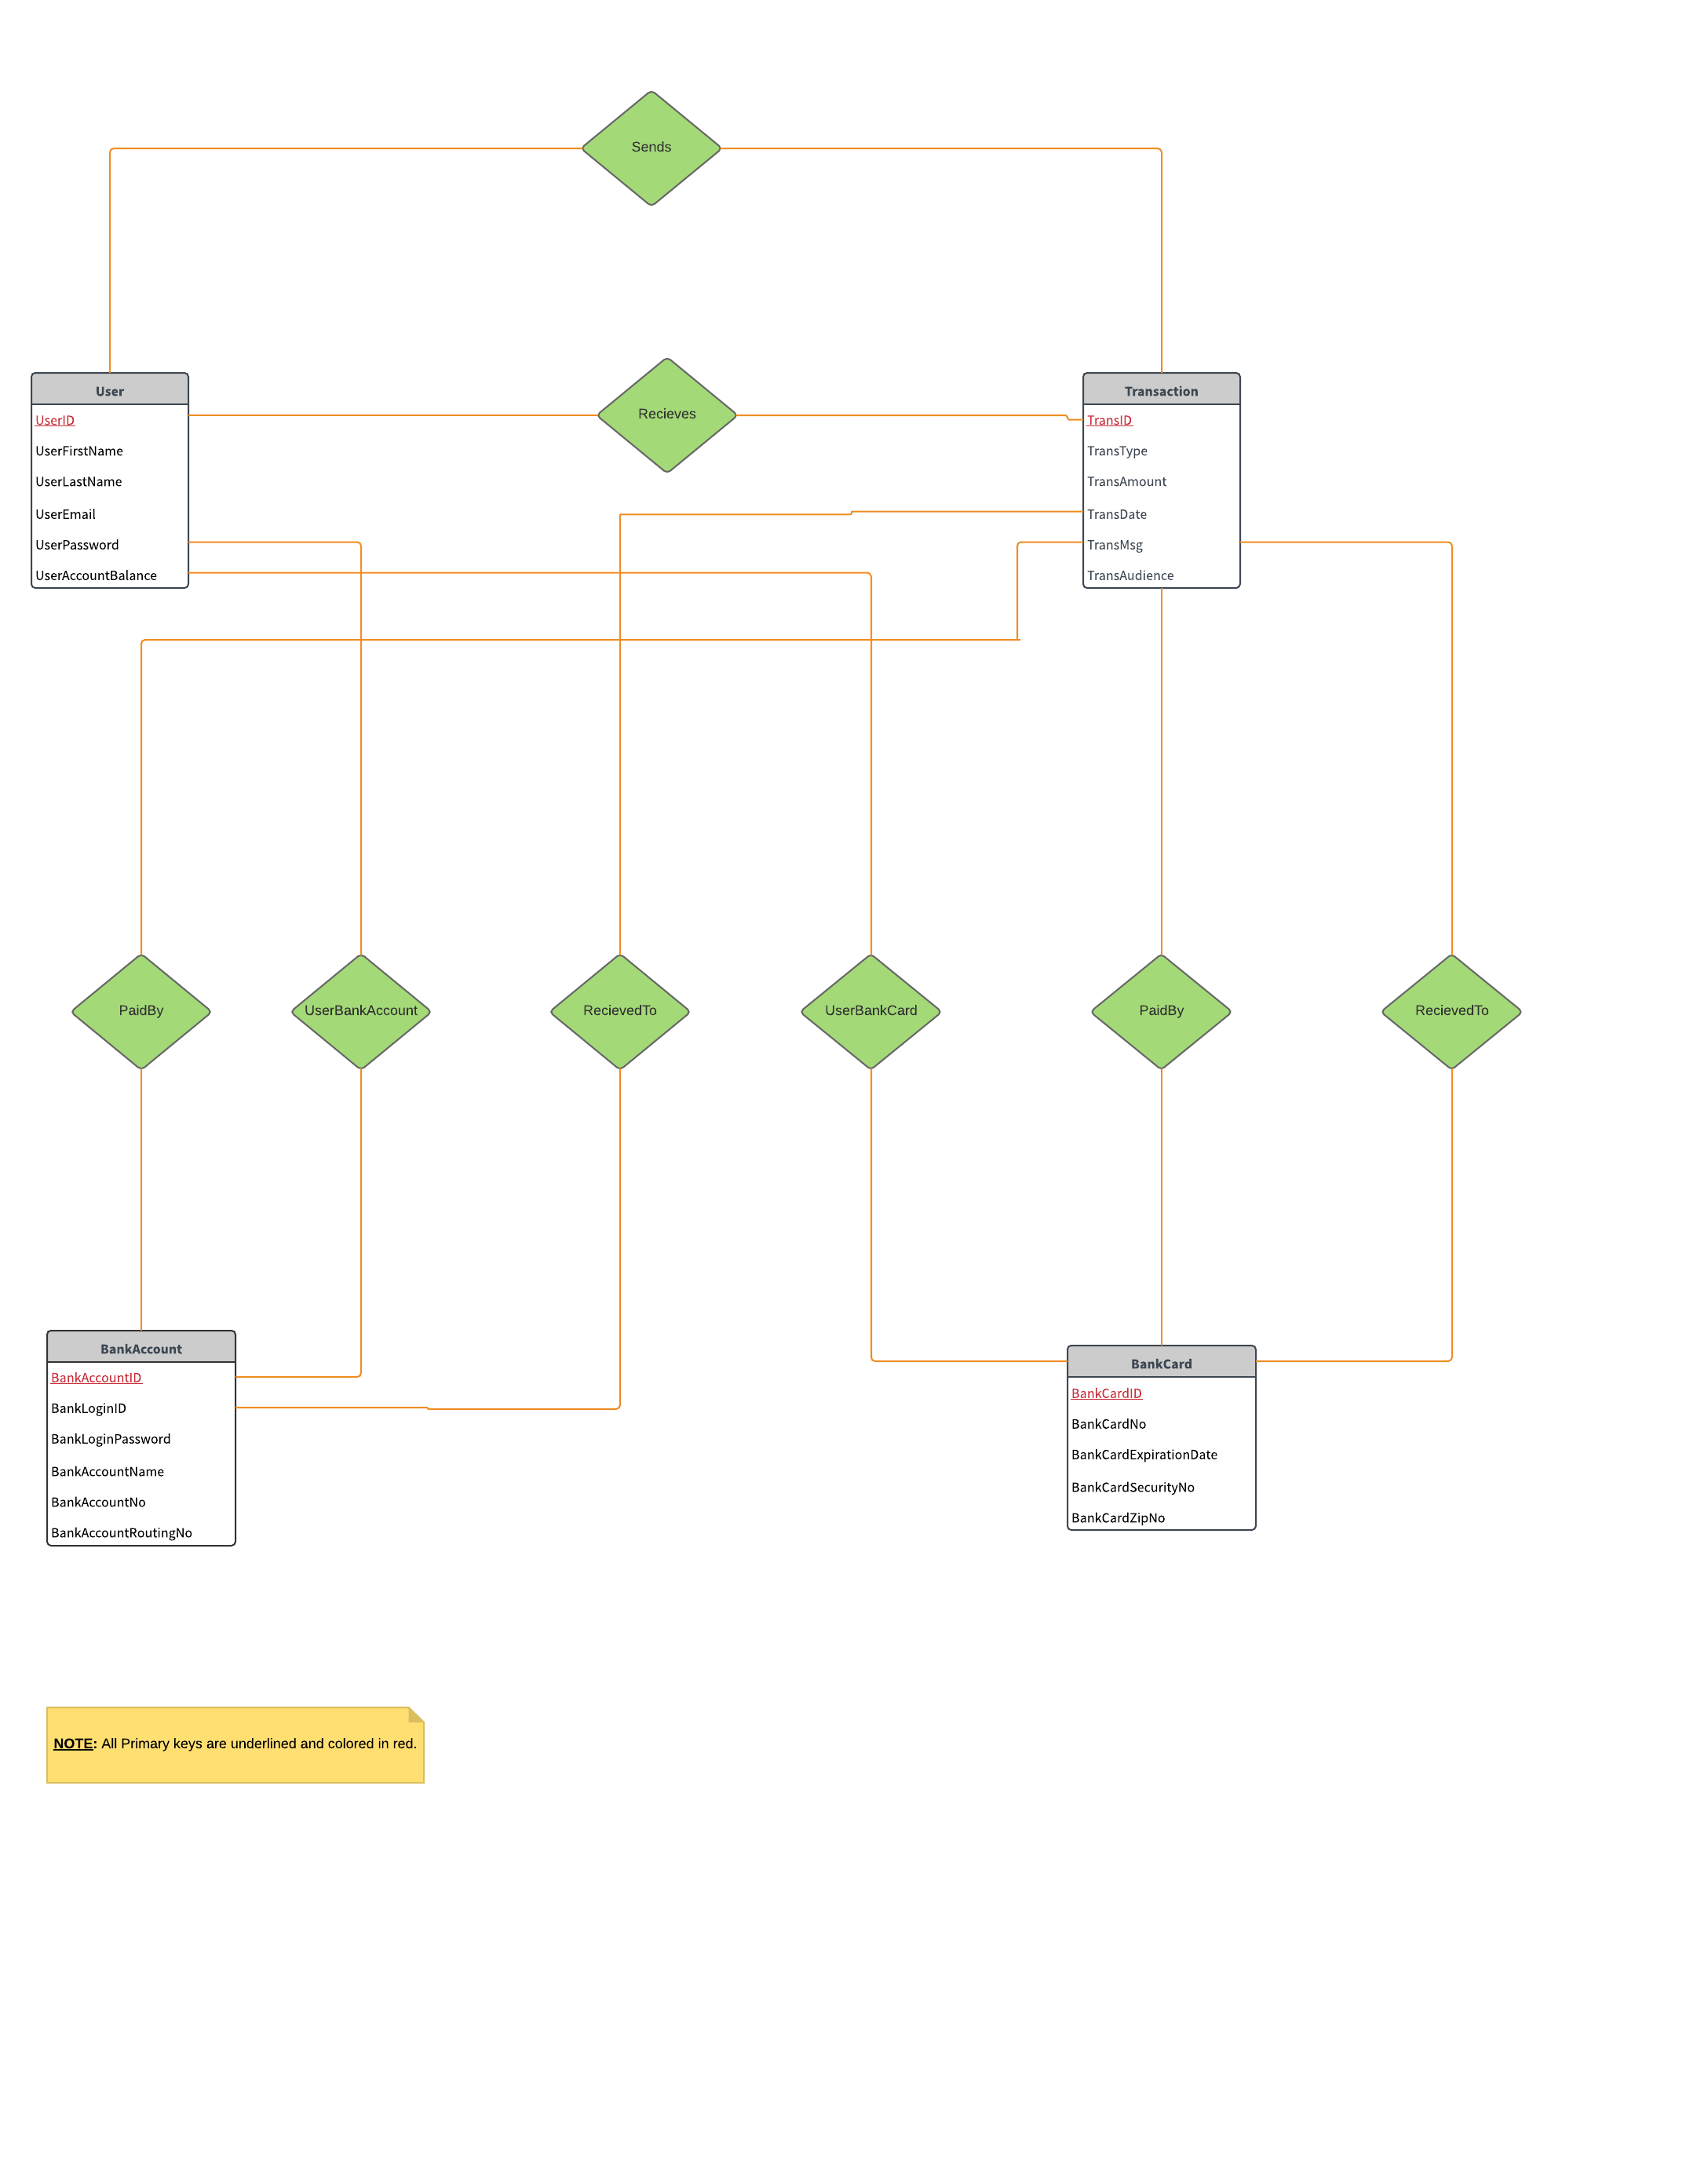 Sends
User
UserID
UserFirstName
UserLastName
UserEmail
UserPassword
UserAccountBalance
Recieves
Transaction
TransID
TransType
TransAmount
TransDate
TransMsg
TransAudience
PaidBy
UserBankAccount
RecievedTo
UserBankCard
PaidBy
RecievedTo
BankAccount
BankAccountID
BankLoginID
BankLoginPassword
BankAccountName
BankAccountNo
BankAccountRoutingNo
BankCard
BankCardID
BankCardNo
BankCardExpirationDate
BankCardSecurityNo
BankCardZipNo
NOTE: All Primary keys are underlined and colored in red.